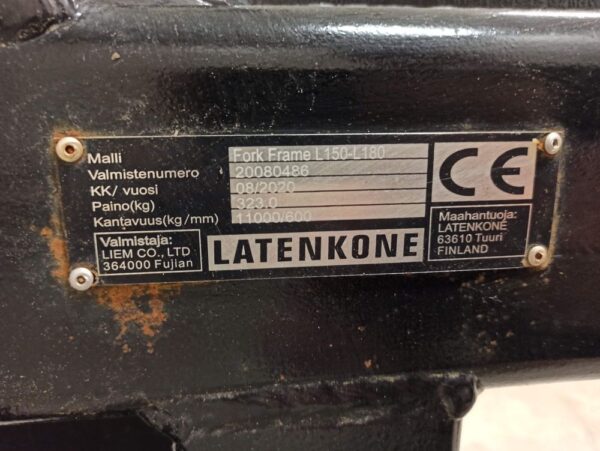 Malli Fork Frame L150-L180
Valmistenumero 20080486
KK/ vuosi 08/2020
Paino(kg) 323.0
Kantavuus(kg/mm) 11000/600
CE
Valmistaja:
LIEM CO., LTD
364000 Fujian
LATENKONE
Maahantuoja:
LATENKONE
63610 Tuuri
FINLAND